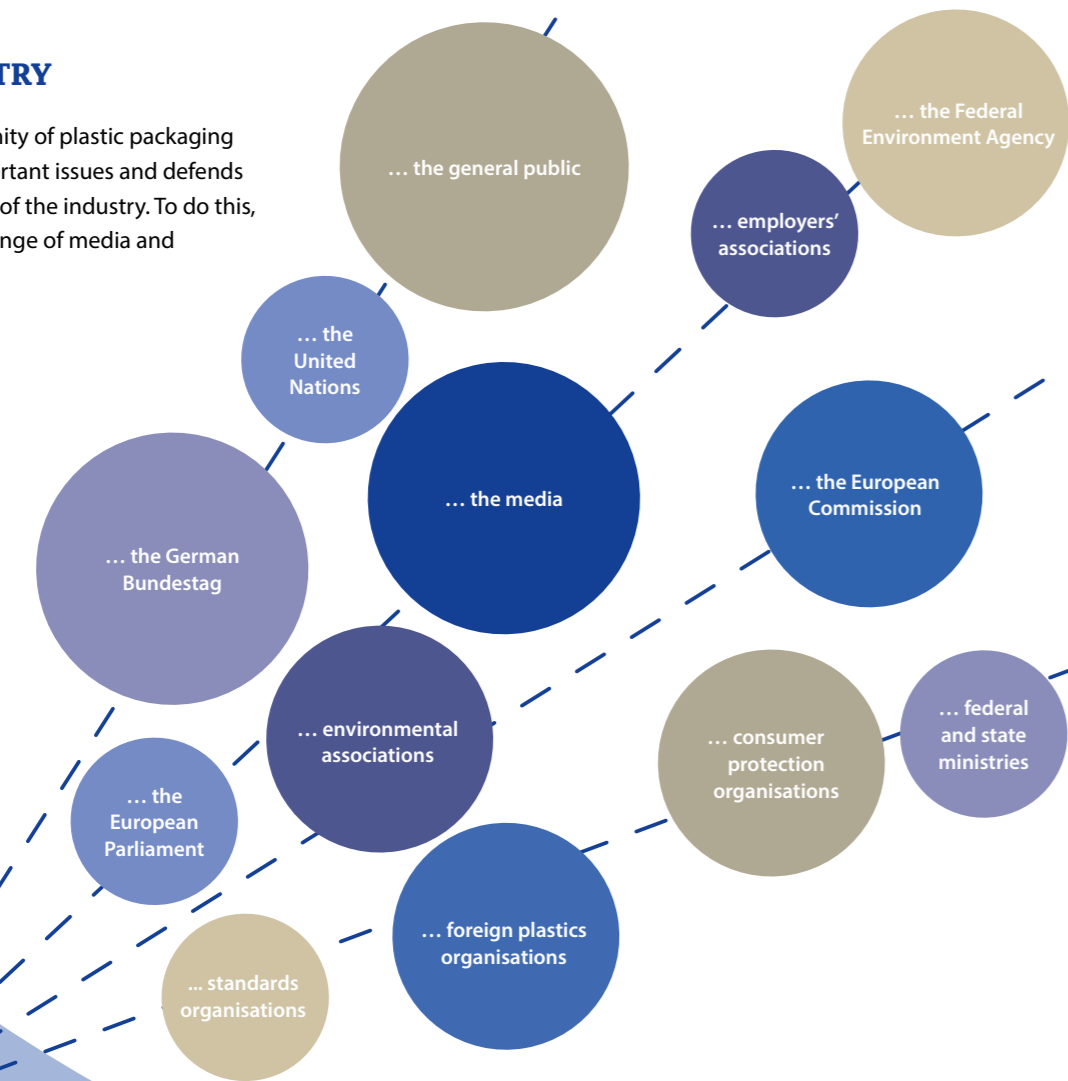 TRY
nity of plastic packaging
ortant issues and defends
of the industry. To do this,
nge of media and
… the general public
… the Federal
Environment Agency
… employers’
associations
… the
United
Nations
… the media
… the European
Commission
… the German
Bundestag
… environmental
associations
… consumer
protection
organisations
… federal
and state
ministries
… the
European
Parliament
… foreign plastics
organisations
... standards
organisations